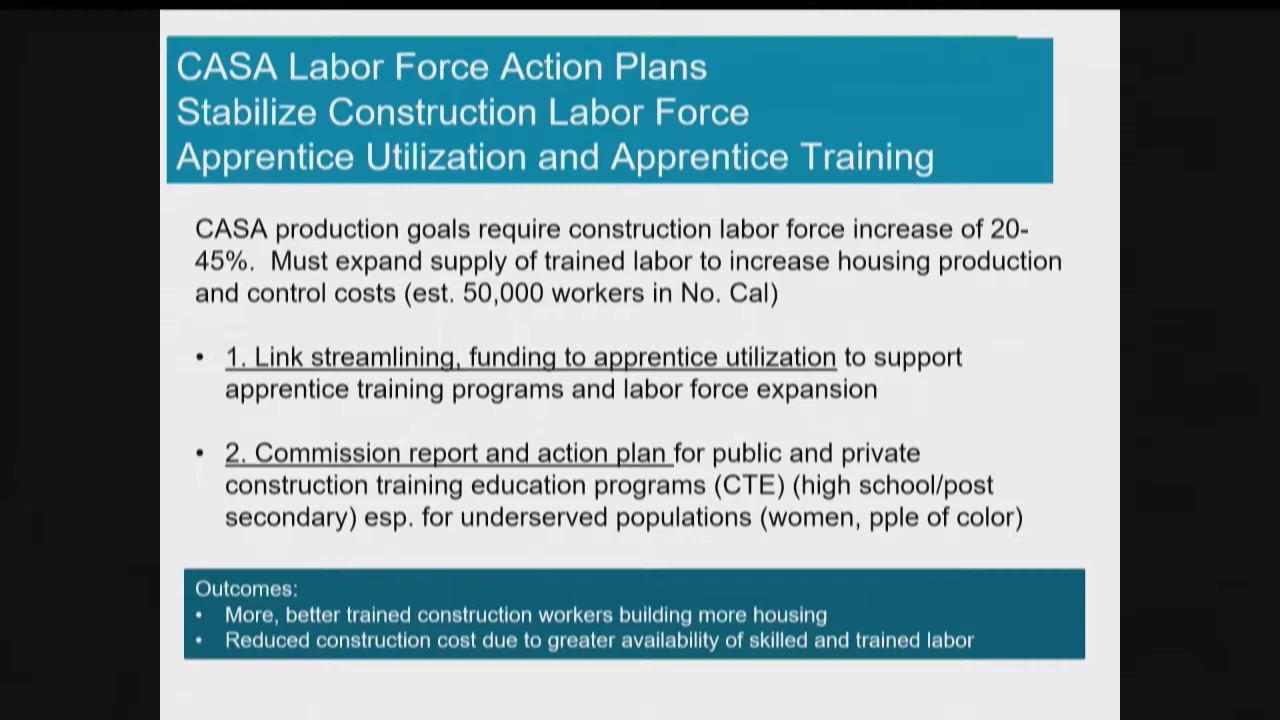 CASA Labor Force Action Plans
Stabilize Construction Labor Force
Apprentice Utilization and Apprentice Training
CASA production goals require construction labor force increase of 20-
45%.  Must expand supply of trained labor to increase housing production
and control costs (est. 50,000 workers in No. Cal)
• 1. Link streamlining, funding to apprentice utilization to support
apprentice training programs and labor force expansion
• 2. Commission report and action plan for public and private
construction training education programs (CTE) (high school/post
secondary) esp. for underserved populations (women, pple of color)
Outcomes:
• More, better trained construction workers building more housing
• Reduced construction cost due to greater availability of skilled and trained labor